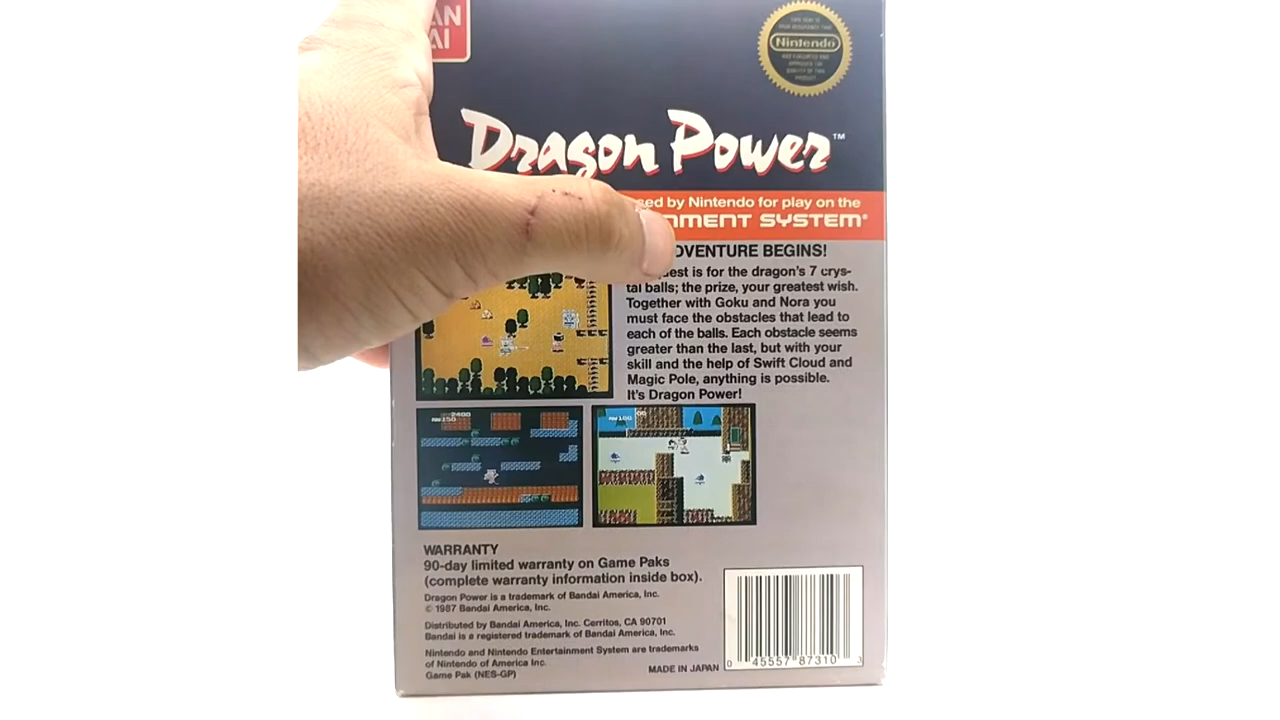 AN
AI
Nintendo
Dragon Power™
sed by Nintendo for play on the
NMENT SYSTEM®
DVENTURE BEGINS!
est is for the dragon's 7 crys-
tal balls; the prize, your greatest wish.
Together with Goku and Nora you
must face the obstacles that lead to
each of the balls. Each obstacle seems
greater than the last, but with your
skill and the help of Swift Cloud and
Magic Pole, anything is possible.
It's Dragon Power!
WARRANTY
90-day limited warranty on Game Paks
(complete warranty information inside box).
Dragon Power is a trademark of Bandai America, Inc.
© 1987 Bandai America, Inc.
Distributed by Bandai America, Inc. Cerritos, CA 90701
Bandai is a registered trademark of Bandai America, Inc.
Nintendo and Nintendo Entertainment System are trademarks
of Nintendo of America Inc.
Game Pak (NES-GP)
MADE IN JAPAN
0 45557 87310 3